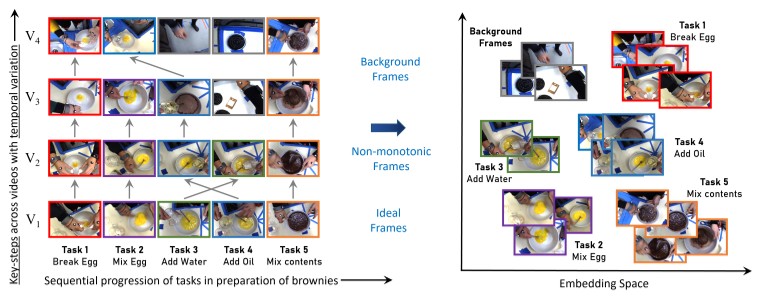 Key-steps across videos with temporal variation
V4
V3
V2
V1
Task 1
Break Egg
Task 2
Mix Egg
Task 3
Add Water
Task 4
Add Oil
Task 5
Mix contents
Sequential progression of tasks in preparation of brownies
Background
Frames
Non-monotonic
Frames
Ideal
Frames
Background
Frames
Task 1
Break Egg
Task 4
Add Oil
Task 3
Add Water
Task 5
Mix contents
Task 2
Mix Egg
Embedding Space